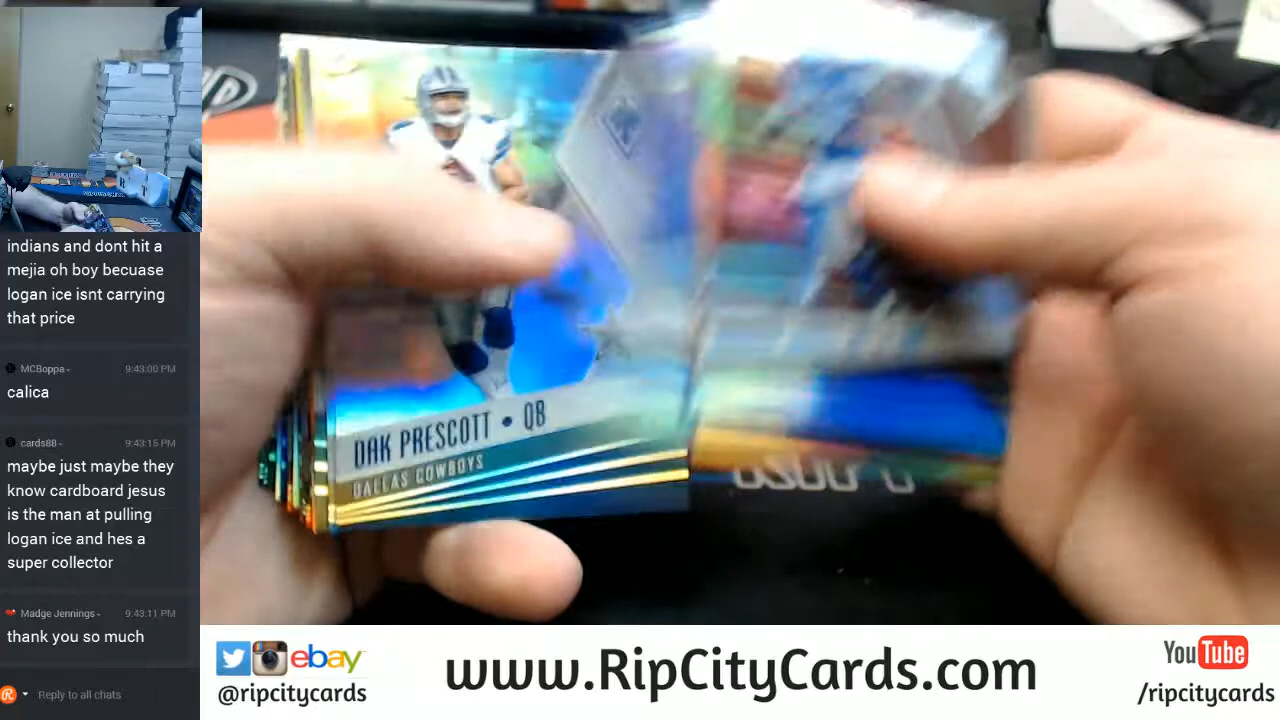 indians and dont hit a
mejia oh boy becuase
logan ice isnt carrying
that price
MCBoppa
9:43:00 PM
calica
cards88
9:43:15 PM
maybe just maybe they
know cardboard jesus
is the man at pulling
logan ice and hes a
super collector
Madge Jennings
9:43:11 PM
thank you so much
Reply to all chats
DAK PRESCOTT • QB
DALLAS COWBOYS
ebay
@ripcitycards
www.RipCityCards.com
YouTube
/ripcitycards